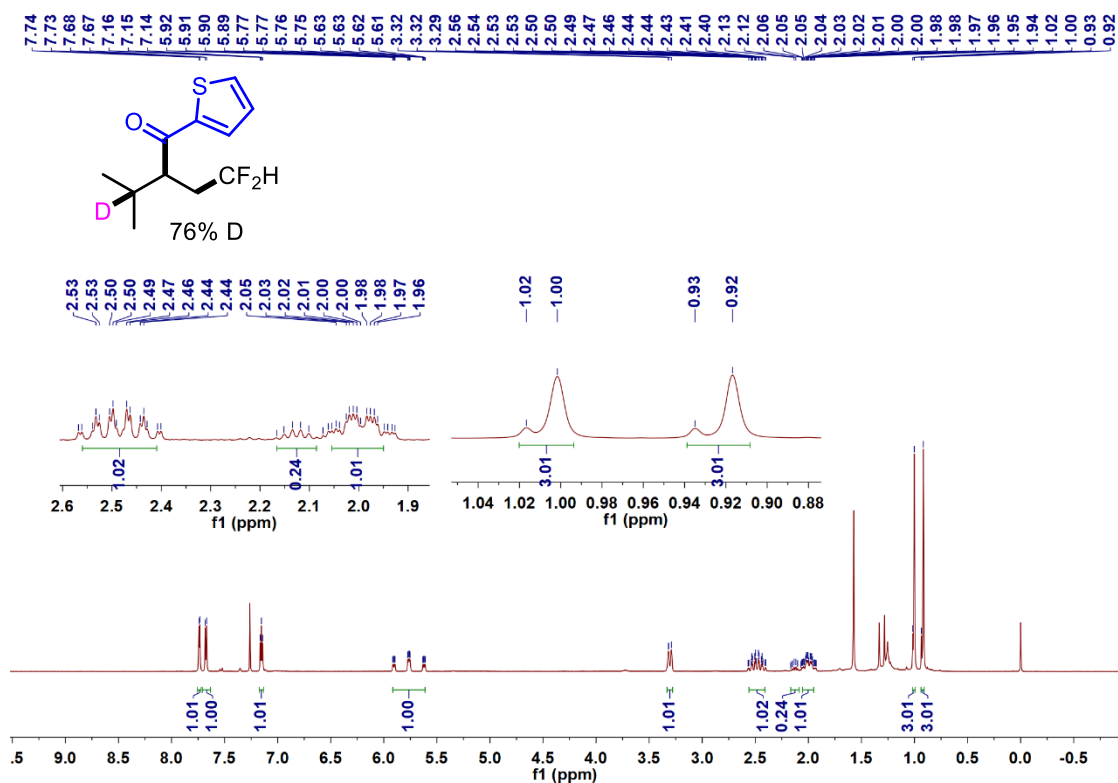 7.74 7.73 7.68 7.67 7.16 7.15 7.14 5.92 5.91 5.90 5.89 5.77 5.77 5.76 5.75 5.63 5.63 5.62 5.61 3.32 3.32 3.29 2.56 2.54 2.53 2.53 2.50 2.50 2.49 2.47 2.46 2.44 2.44 2.43 2.41 2.40 2.13 2.12 2.06 2.05 2.05 2.04 2.03 2.02 2.01 2.00 2.00 1.98 1.98 1.97 1.96 1.95 1.94 1.02 1.00 0.93 0.92
S
O
CF2H
D
76% D
2.53 2.53 2.50 2.50 2.49 2.47 2.46 2.44 2.44 2.05 2.03 2.02 2.01 2.00 2.00 1.98 1.98 1.97 1.96
1.02 1.00 0.93 0.92
1.02 0.24 1.01
2.6 2.5 2.4 2.3 2.2 2.1 2.0 1.9
f1 (ppm)
3.01 3.01
1.04 1.02 1.00 0.98 0.96 0.94 0.92 0.90 0.88
f1 (ppm)
1.01 1.00 1.01 1.00 1.01 1.02 0.24 1.01 3.01 3.01
.5 9.0 8.5 8.0 7.5 7.0 6.5 6.0 5.5 5.0 4.5 4.0 3.5 3.0 2.5 2.0 1.5 1.0 0.5 0.0 -0.5
f1 (ppm)